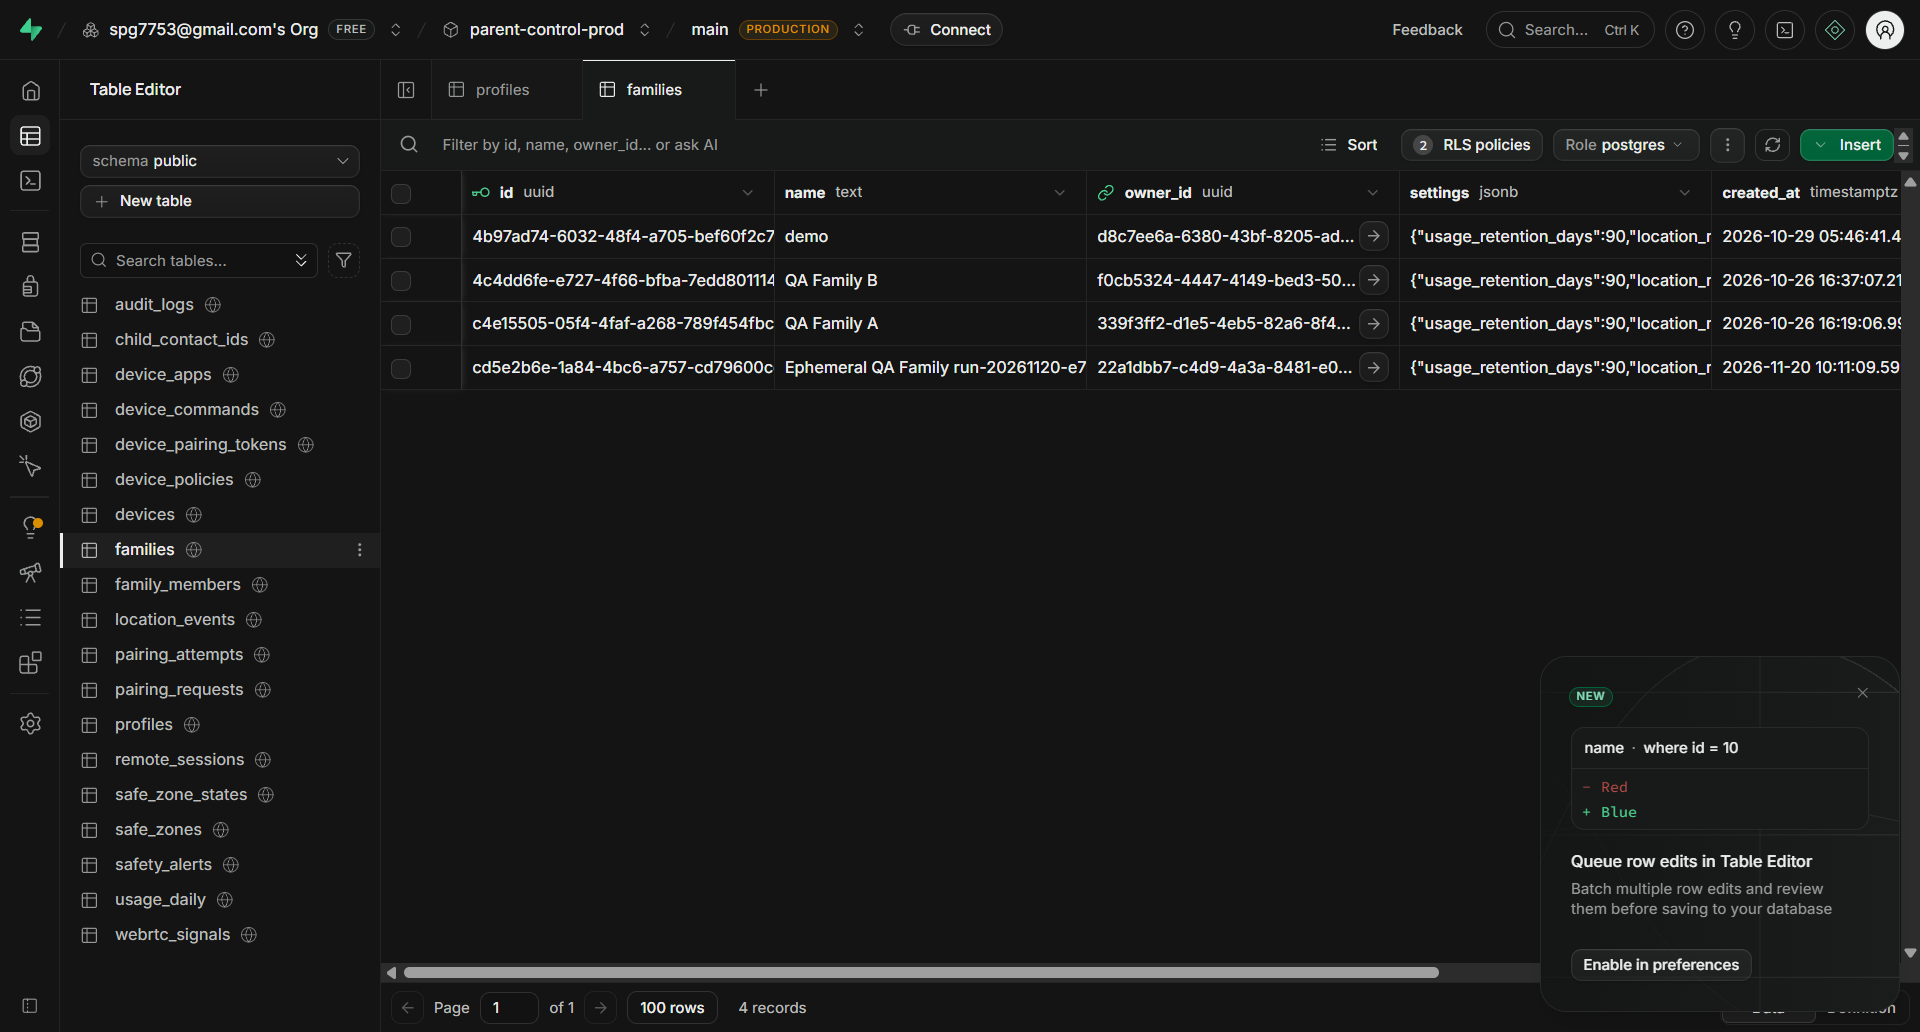 spg7753@gmail.com's Org FREE parent-control-prod main PRODUCTION Connect Feedback Search... Ctrl K
Table Editor
profiles families
schema public
New table
Search tables...
audit_logs
child_contact_ids
device_apps
device_commands
device_pairing_tokens
device_policies
devices
families
family_members
location_events
pairing_attempts
pairing_requests
profiles
remote_sessions
safe_zone_states
safe_zones
safety_alerts
usage_daily
webrtc_signals
Filter by id, name, owner_id... or ask AI Sort 2 RLS policies Role postgres Insert
id uuid name text owner_id uuid settings jsonb created_at timestamptz
4b97ad74-6032-48f4-a705-bef60f2c7 demo d8c7ee6a-6380-43bf-8205-ad... {"usage_retention_days":90,"location_r 2026-10-29 05:46:41.4
4c4dd6fe-e727-4f66-bfba-7edd801114 QA Family B f0cb5324-4447-4149-bed3-50... {"usage_retention_days":90,"location_r 2026-10-26 16:37:07.21
c4e15505-05f4-4faf-a268-789f454fbc QA Family A 339f3ff2-d1e5-4eb5-82a6-8f4... {"usage_retention_days":90,"location_r 2026-10-26 16:19:06.99
cd5e2b6e-1a84-4bc6-a757-cd79600c Ephemeral QA Family run-20261120-e7 22a1dbb7-c4d9-4a3a-8481-e0... {"usage_retention_days":90,"location_r 2026-11-20 10:11:09.59
NEW
name · where id = 10
- Red
+ Blue
Queue row edits in Table Editor
Batch multiple row edits and review
them before saving to your database
Enable in preferences
Page 1 of 1 100 rows 4 records